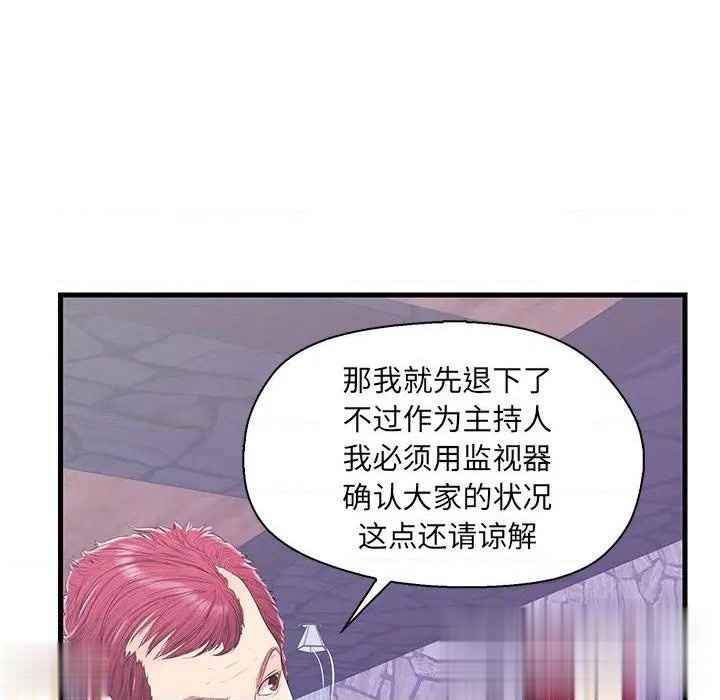 那我就先退下了
不过作为主持人
我必须用监视器
确认大家的状况
这点还请谅解